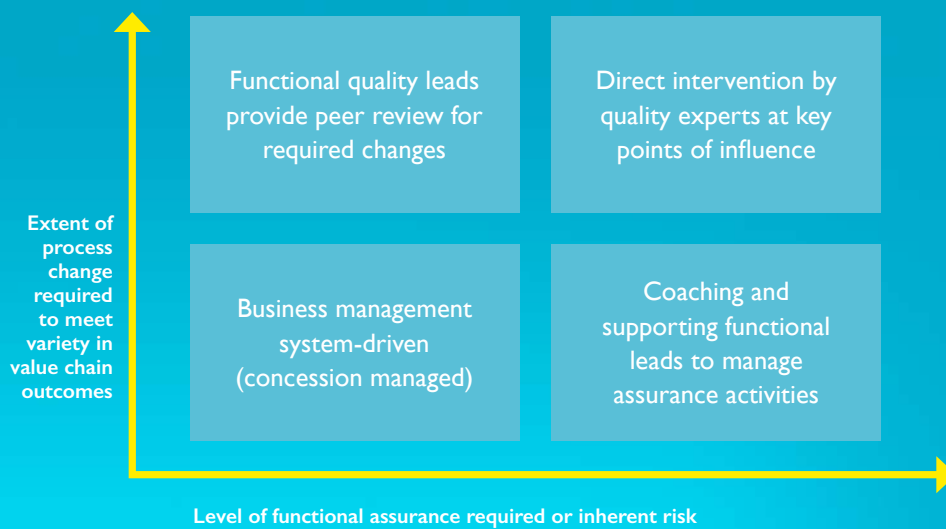 Functional quality leads
provide peer review for
required changes
Direct intervention by
quality experts at key
points of influence
Extent of
process
change
required
to meet
variety in
value chain
outcomes
Business management
system-driven
(concession managed)
Coaching and
supporting functional
leads to manage
assurance activities
Level of functional assurance required or inherent risk